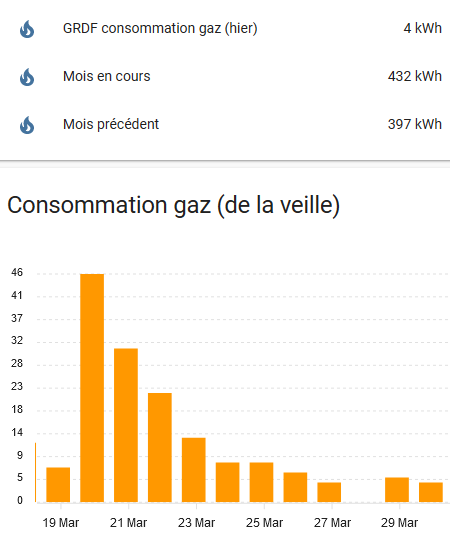 GRDF consommation gaz (hier) 4 kWh
Mois en cours 432 kWh
Mois précédent 397 kWh
Consommation gaz (de la veille)
46
41
37
32
28
23
18
14
9
5
0
19 Mar 21 Mar 23 Mar 25 Mar 27 Mar 29 Mar